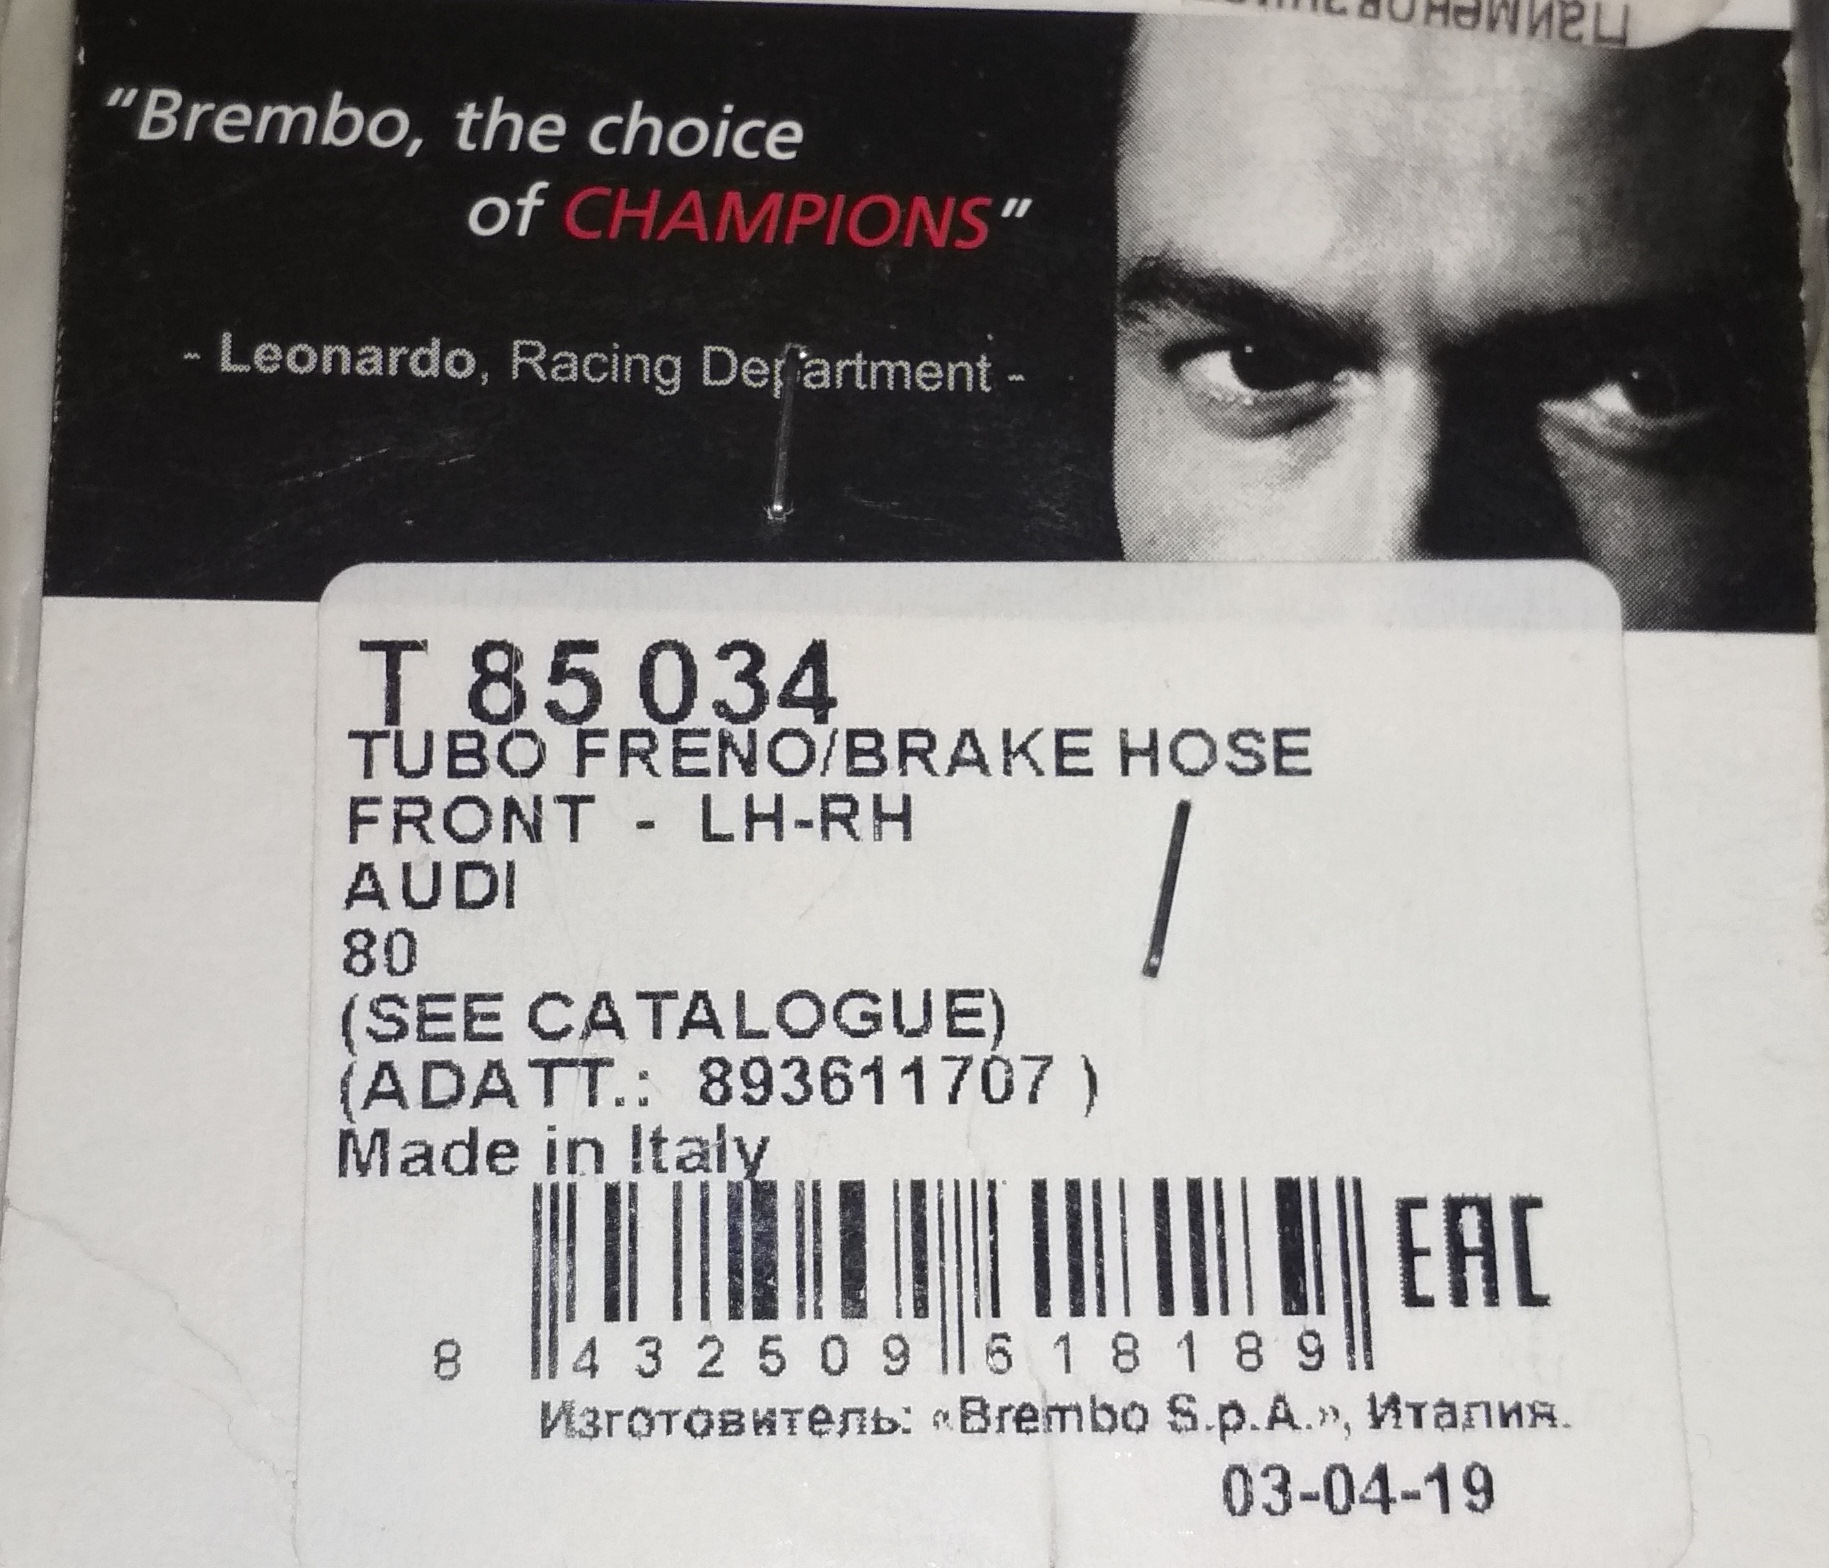 “Brembo, the choice
of CHAMPIONS”
- Leonardo, Racing Department -
T 85 034
TUBO FRENO/BRAKE HOSE
FRONT - LH-RH
AUDI
80
(SEE CATALOGUE)
(ADATT.: 893611707 )
Made in Italy
EAC
8 432509 618189
Изготовитель: «Brembo S.p.A.», Италия.
03-04-19